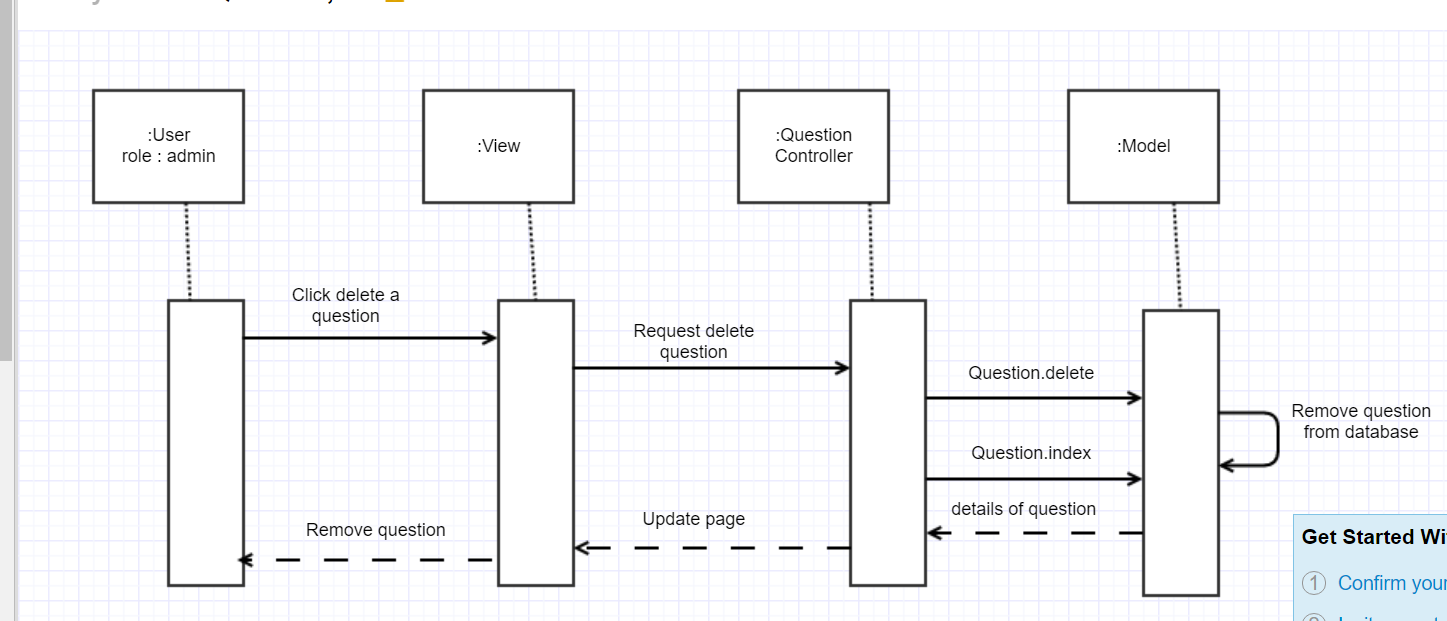 :User
role : admin
:View
:Question
Controller
:Model
Click delete a
question
Request delete
question
Question.delete
Remove question
from database
Question.index
details of question
Update page
Remove question
Get Started Wi
1 Confirm your